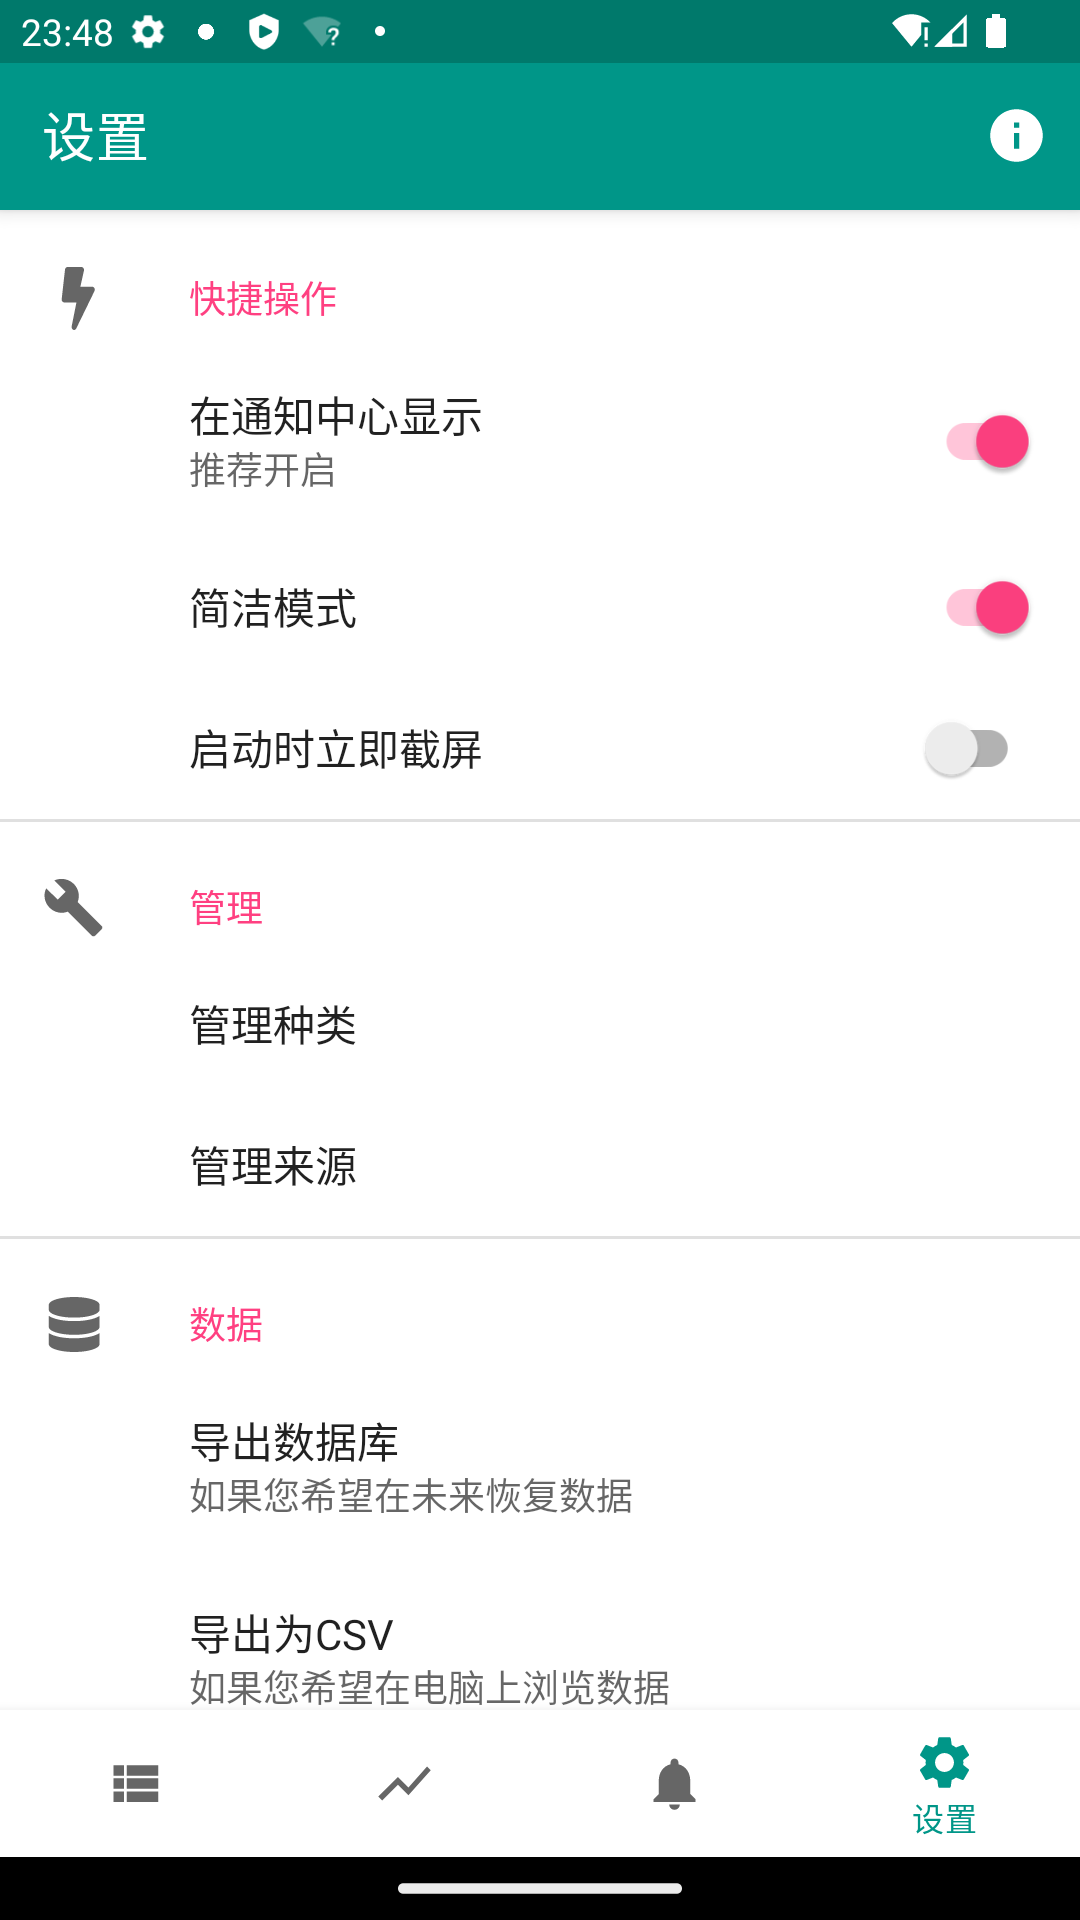 23:48
设置
快捷操作
在通知中心显示
推荐开启
简洁模式
启动时立即截屏
管理
管理种类
管理来源
数据
导出数据库
如果您希望在未来恢复数据
导出为CSV
如果您希望在电脑上浏览数据
设置